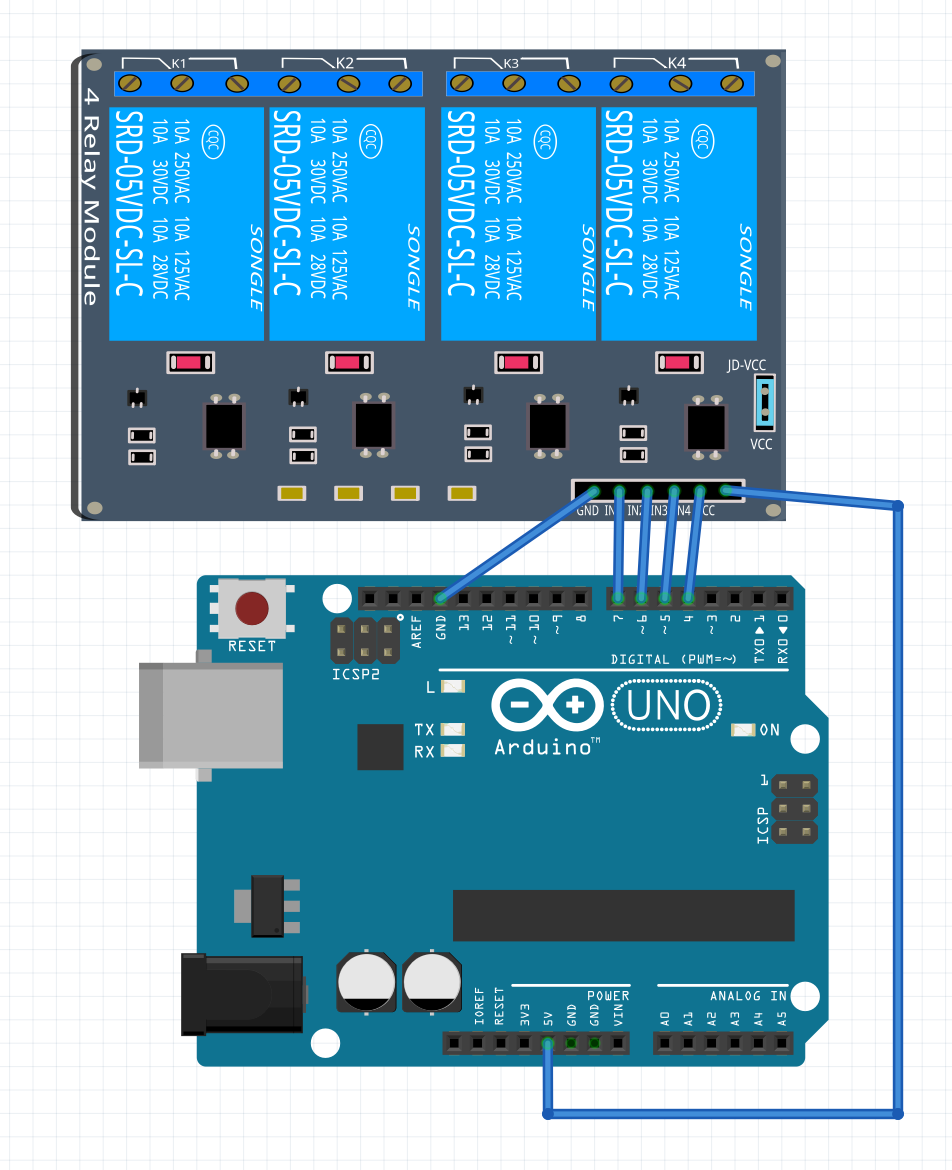 K1
K2
K3
K4
4 Relay Module
SRD-05VDC-SL-C
10A 30VDC 10A 28VDC
10A 250VAC 10A 125VAC
CQC
SONGLE
SRD-05VDC-SL-C
10A 30VDC 10A 28VDC
10A 250VAC 10A 125VAC
CQC
SONGLE
SRD-05VDC-SL-C
10A 30VDC 10A 28VDC
10A 250VAC 10A 125VAC
CQC
SONGLE
SRD-05VDC-SL-C
10A 30VDC 10A 28VDC
10A 250VAC 10A 125VAC
CQC
SONGLE
JD-VCC
VCC
GND IN IN2 IN3 IN4 VCC
RESET
AREF
GND
13
12
~11
~10
~9
8
7
~6
~5
4
~3
2
TX0▶1
RX0◀0
DIGITAL (PWM=~)
ICSP2
L
TX
RX
Arduino™
UNO
ON
1
ICSP
POWER
ANALOG IN
IOREF
RESET
3V3
5V
GND
GND
VIN
A0
A1
A2
A3
A4
A5